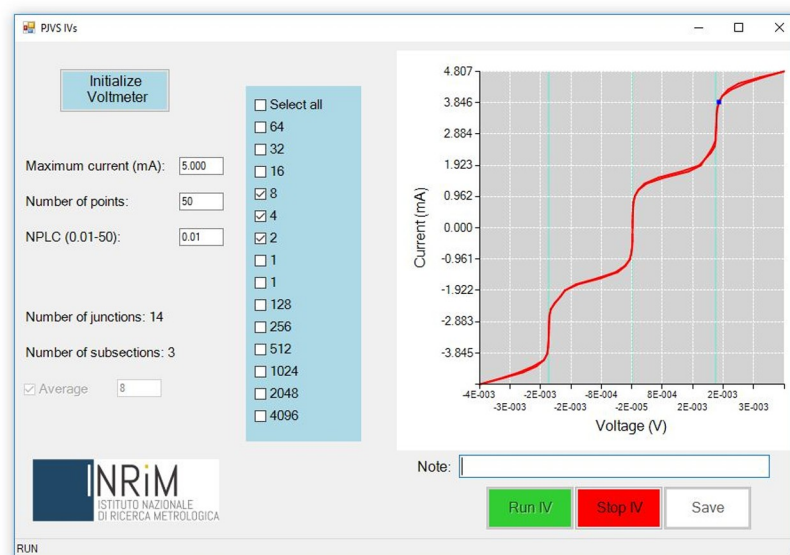 PJVS IVs
Initialize
Voltmeter
Maximum current (mA): 5.000
Number of points: 50
NPLC (0.01-50): 0.01
Number of junctions: 14
Number of subsections: 3
Average 8
Select all
64
32
16
8
4
2
1
1
128
256
512
1024
2048
4096
Current (mA)
4.807
3.846
2.884
1.923
0.962
0.000
-0.961
-1.922
-2.883
-3.845
-4E-003 -2E-003 -8E-004 8E-004 2E-003
-3E-003 -2E-003 -2E-005 2E-003 3E-003
Voltage (V)
Note:
Run IV Stop IV Save
INRiM
ISTITUTO NAZIONALE
DI RICERCA METROLOGICA
RUN